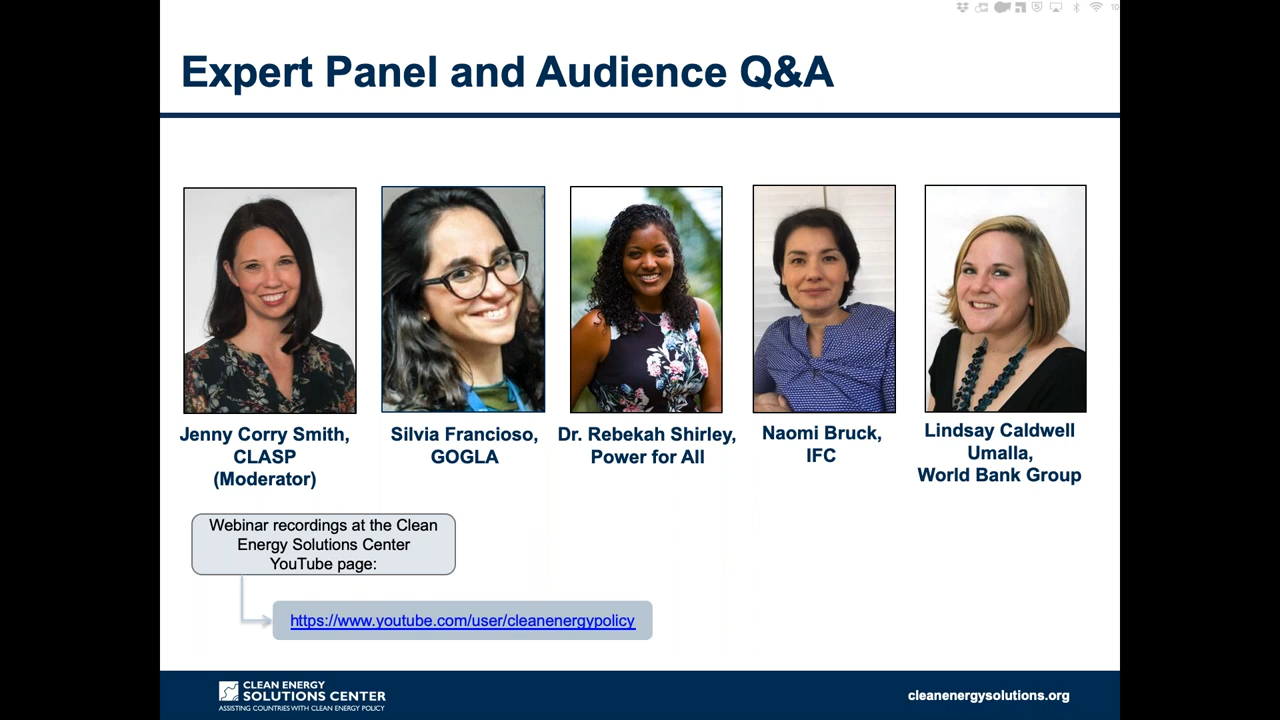 10
Expert Panel and Audience Q&A
Jenny Corry Smith,
CLASP
(Moderator)
Silvia Francioso,
GOGLA
Dr. Rebekah Shirley,
Power for All
Naomi Bruck,
IFC
Lindsay Caldwell
Umalla,
World Bank Group
Webinar recordings at the Clean
Energy Solutions Center
YouTube page:
https://www.youtube.com/user/cleanenergypolicy
CLEAN ENERGY
SOLUTIONS CENTER
ASSISTING COUNTRIES WITH CLEAN ENERGY POLICY
cleanenergysolutions.org